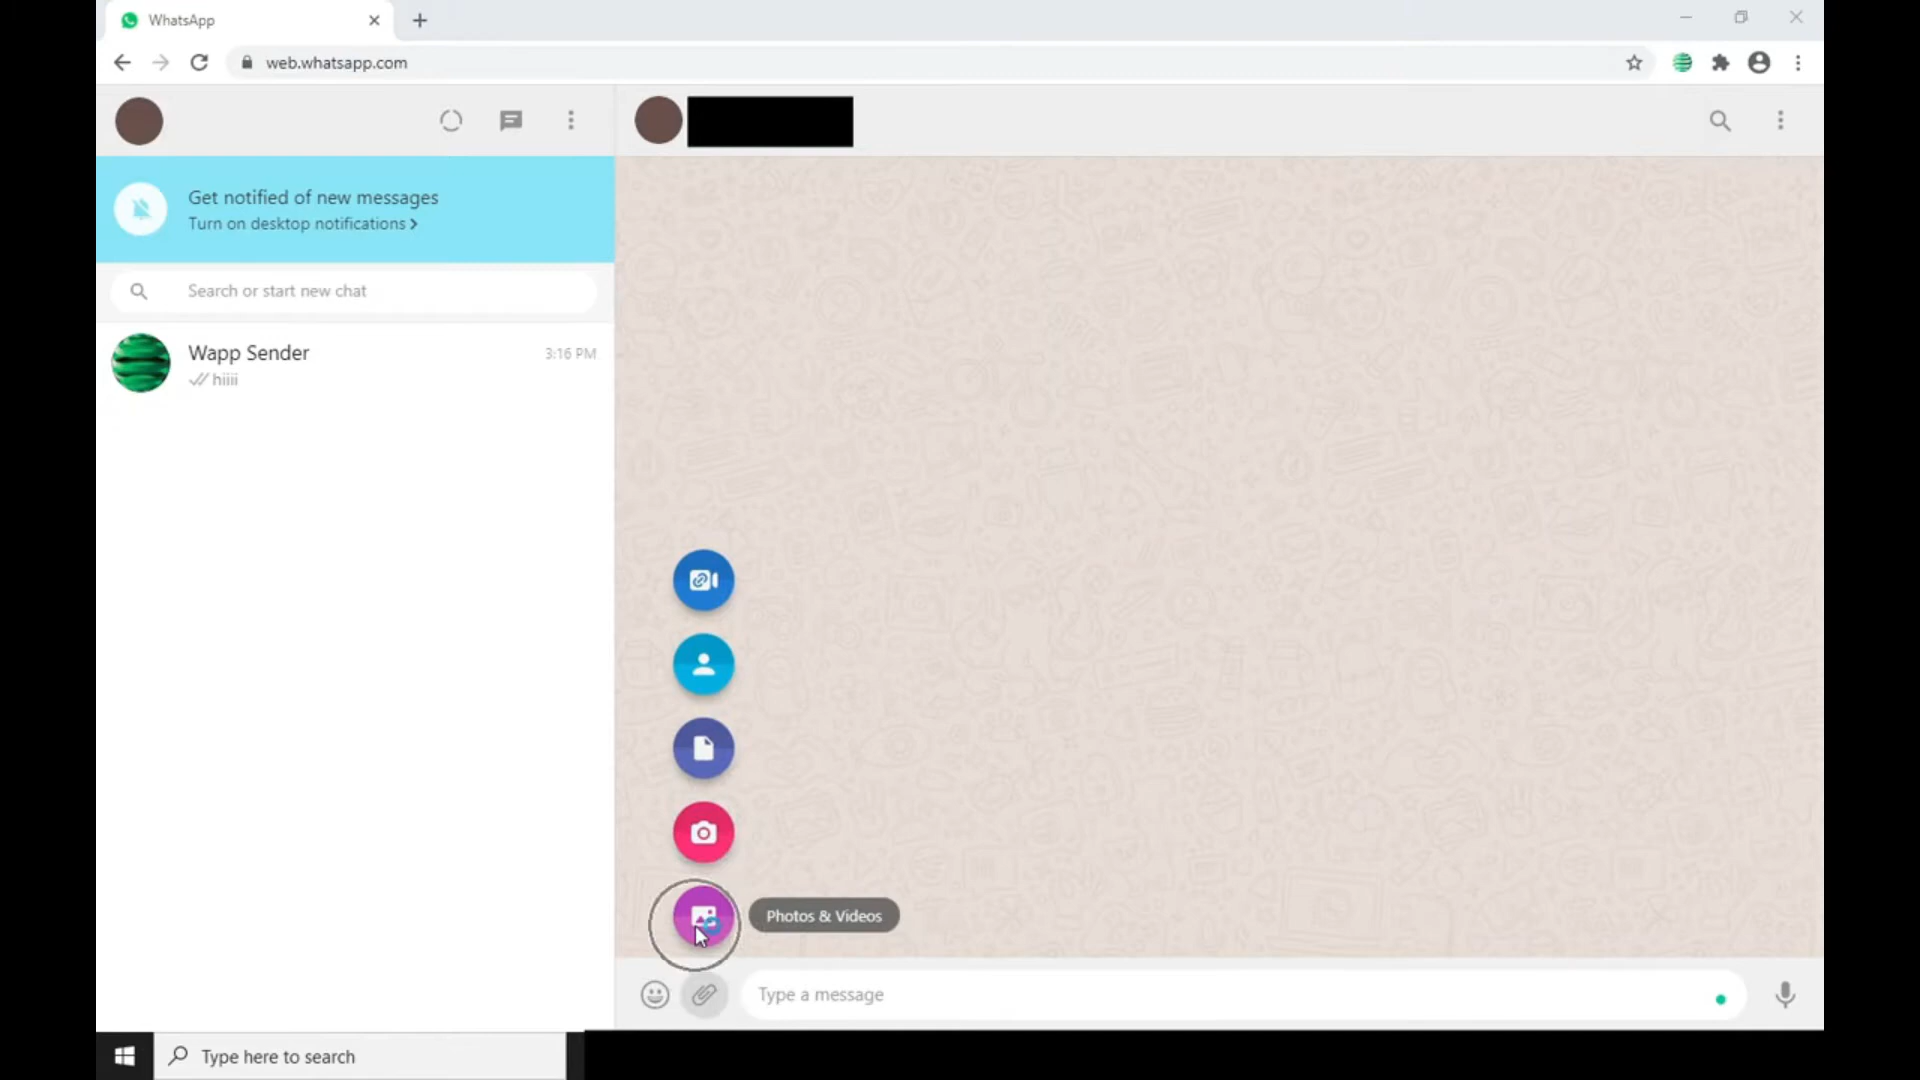 WhatsApp
web.whatsapp.com
Get notified of new messages
Turn on desktop notifications
Search or start new chat
Wapp Sender
3:16 PM
hiiii
Photos & Videos
Type a message
Type here to search